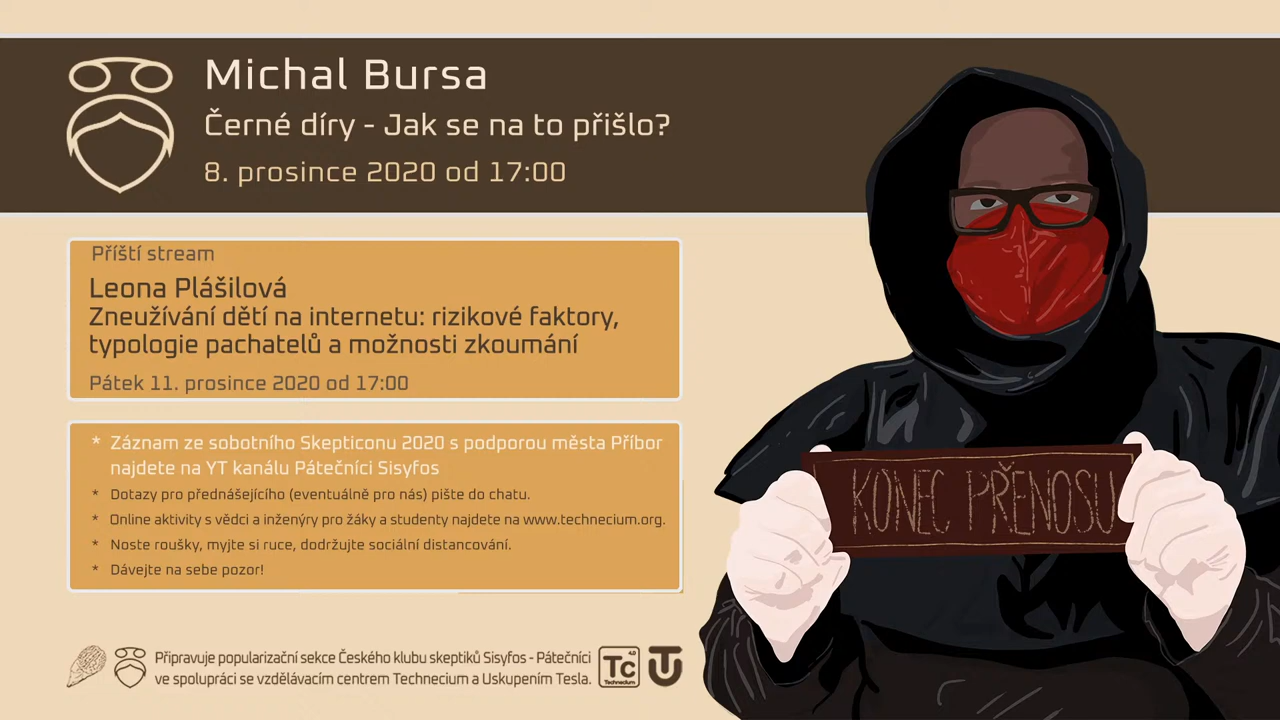 Michal Bursa
Černé díry - Jak se na to přišlo?
8. prosince 2020 od 17:00
Příští stream
Leona Plášilová
Zneužívání dětí na internetu: rizikové faktory,
typologie pachatelů a možnosti zkoumání
Pátek 11. prosince 2020 od 17:00
* Záznam ze sobotního Skepticonu 2020 s podporou města Příbor
najdete na YT kanálu Pátečníci Sisyfos
* Dotazy pro přednášejícího (eventuálně pro nás) pište do chatu.
* Online aktivity s vědci a inženýry pro žáky a studenty najdete na www.technecium.org.
* Noste roušky, myjte si ruce, dodržujte sociální distancování.
* Dávejte na sebe pozor!
KONEC PŘENOSU
Připravuje popularizační sekce Českého klubu skeptiků Sisyfos - Pátečníci
ve spolupráci se vzdělávacím centrem Technecium a Uskupením Tesla.
4.0
Tc
Technecium